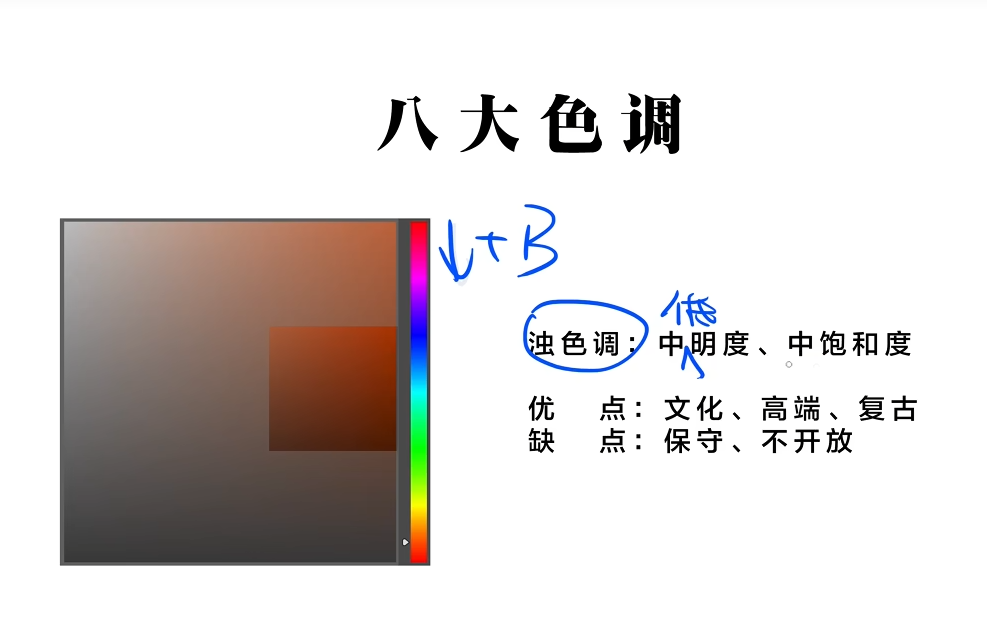 八大色调
↓+B
低
浊色调：中明度、中饱和度
优 点：文化、高端、复古
缺 点：保守、不开放